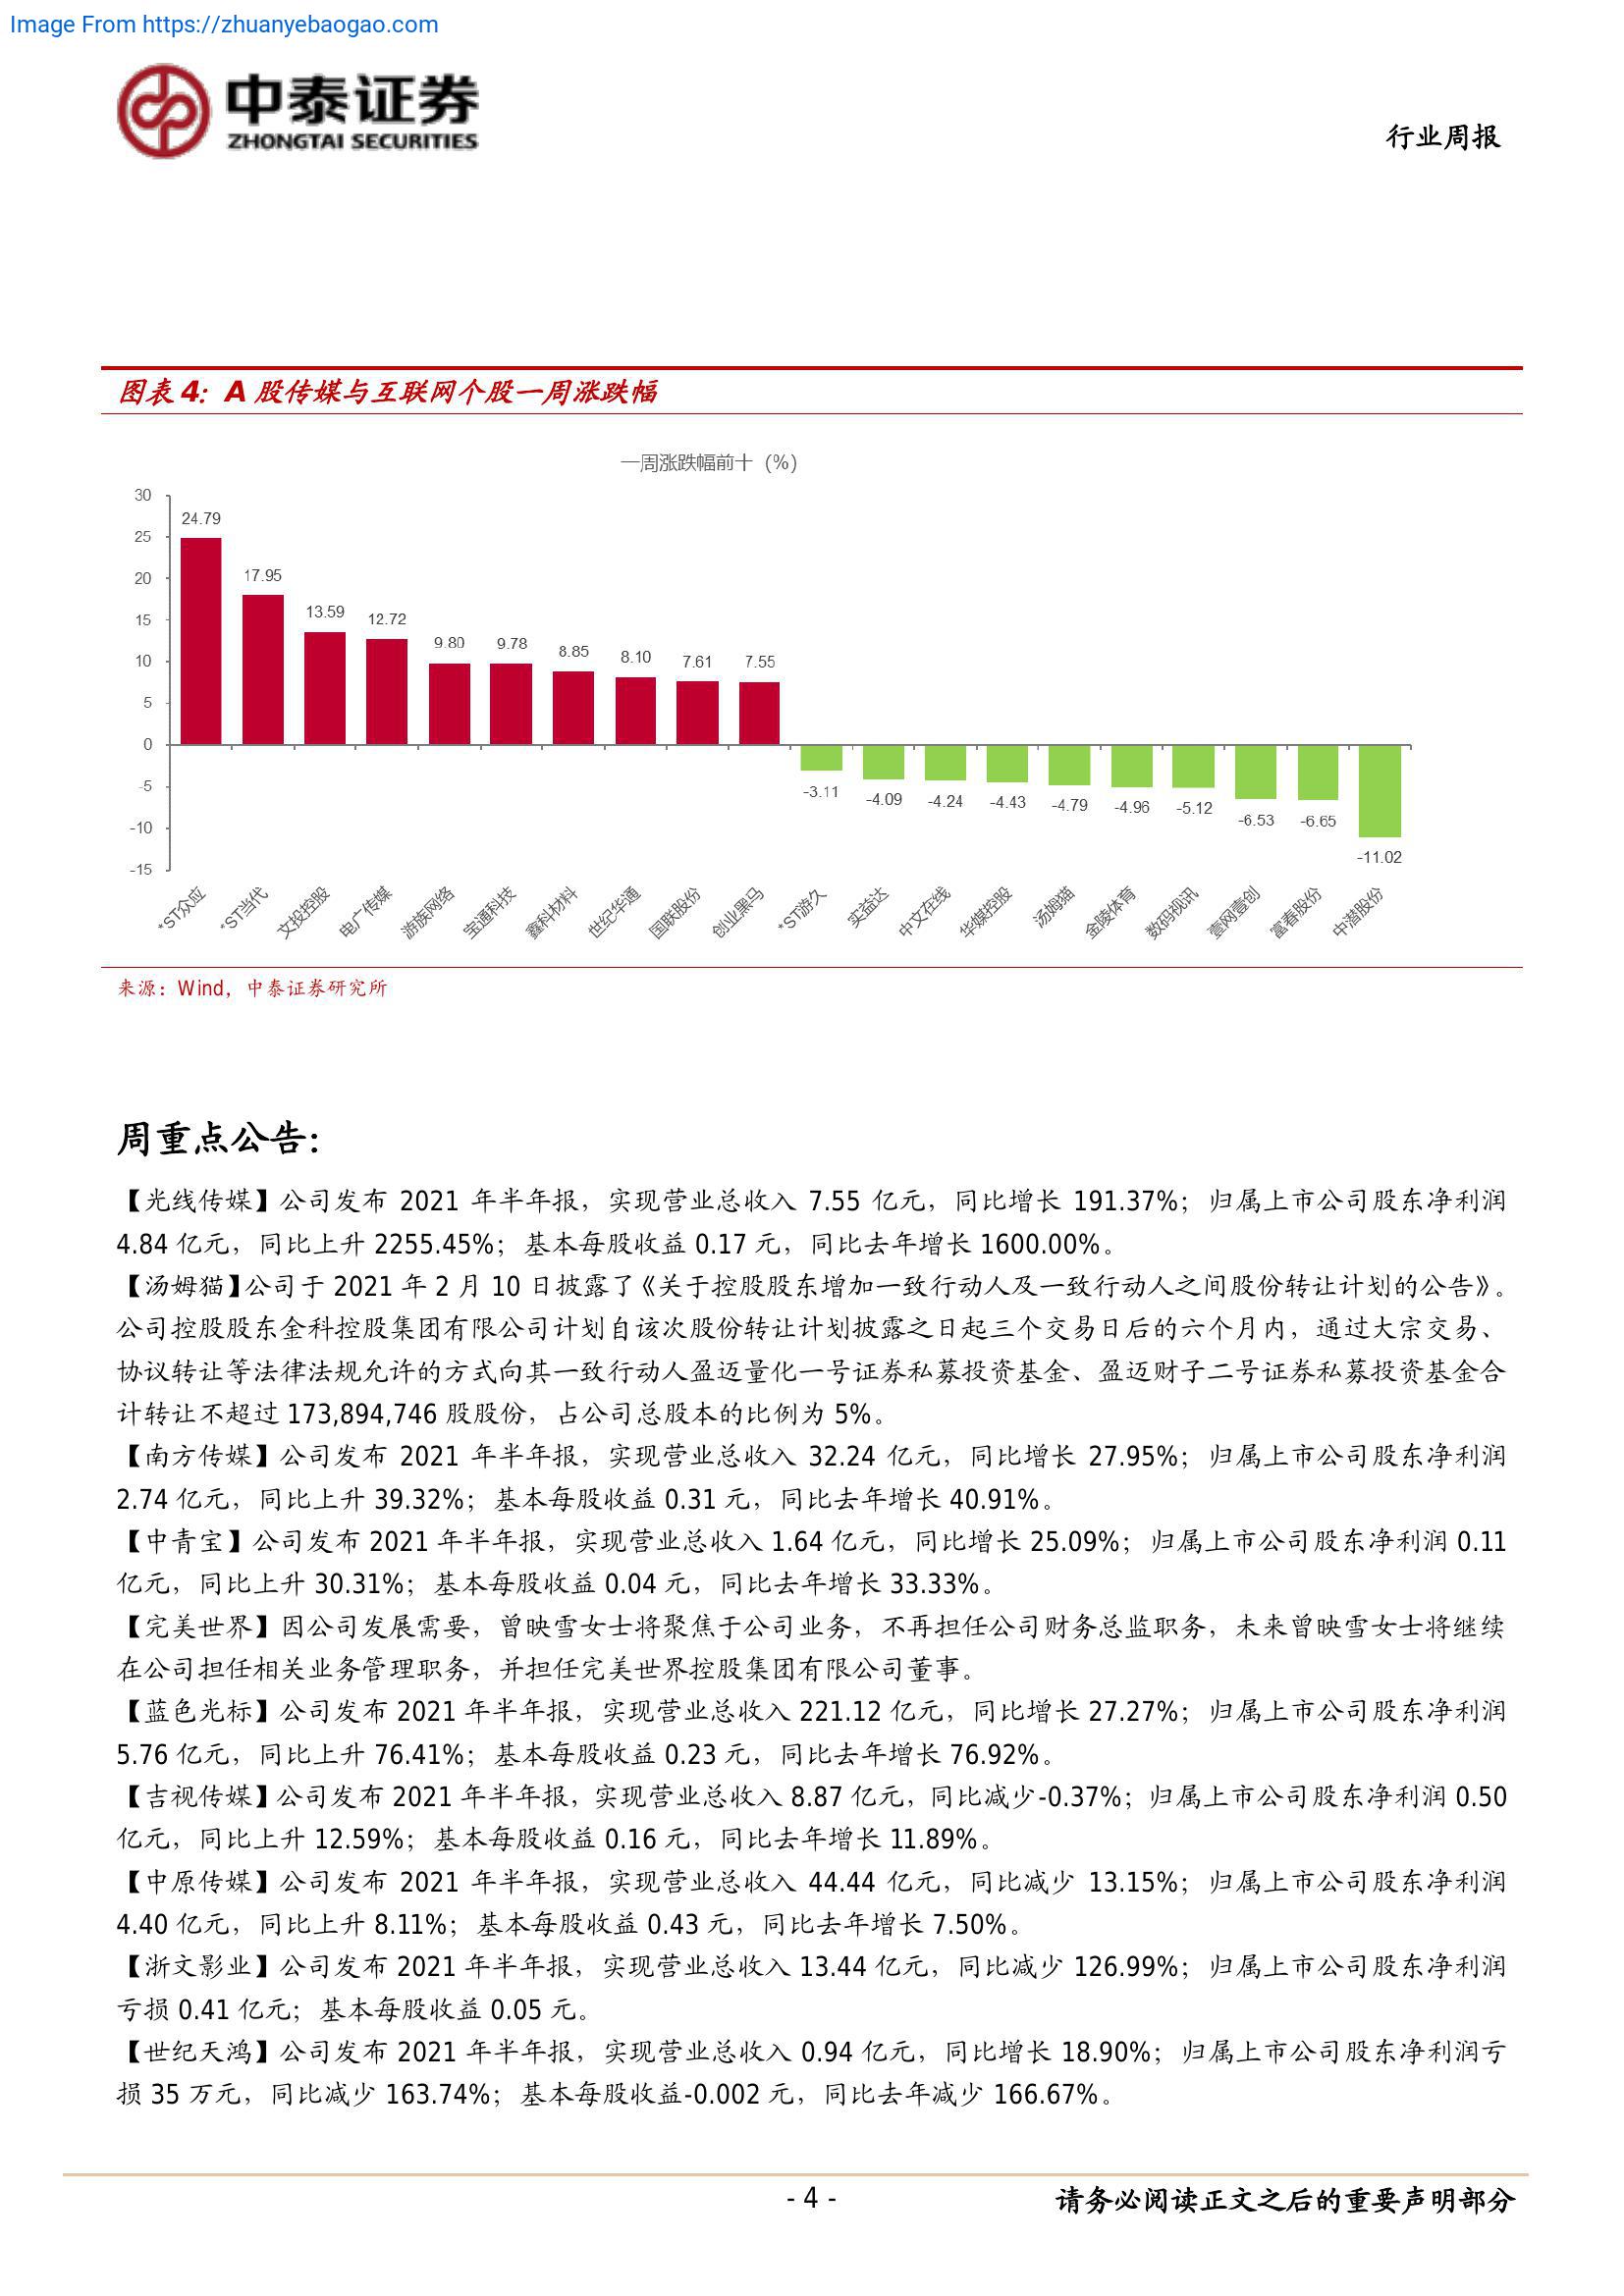 Image From https://zhuanyebaogao.com
中泰证券
ZHONGTAI SECURITIES
行业周报
图表 4：A 股传媒与互联网个股一周涨跌幅
一周涨跌幅前十（%）
30
25
20
15
10
5
0
-5
-10
-15
24.79
17.95
13.59
12.72
9.80
9.78
8.85
8.10
7.61
7.55
-3.11
-4.09
-4.24
-4.43
-4.79
-4.96
-5.12
-6.53
-6.65
-11.02
*ST众应
*ST当代
文投控股
电广传媒
游族网络
宝通科技
鑫科材料
世纪华通
国联股份
创业黑马
*ST游久
实益达
中文在线
华媒控股
汤姆猫
金陵体育
数码视讯
壹网壹创
富春股份
中潜股份
来源：Wind，中泰证券研究所
周重点公告：
【光线传媒】公司发布 2021 年半年报，实现营业总收入 7.55 亿元，同比增长 191.37%；归属上市公司股东净利润
4.84 亿元，同比上升 2255.45%；基本每股收益 0.17 元，同比去年增长 1600.00%。
【汤姆猫】公司于 2021 年 2 月 10 日披露了《关于控股股东增加一致行动人及一致行动人之间股份转让计划的公告》。
公司控股股东金科控股集团有限公司计划自该次股份转让计划披露之日起三个交易日后的六个月内，通过大宗交易、
协议转让等法律法规允许的方式向其一致行动人盈迈量化一号证券私募投资基金、盈迈财子二号证券私募投资基金合
计转让不超过 173,894,746 股股份，占公司总股本的比例为 5%。
【南方传媒】公司发布 2021 年半年报，实现营业总收入 32.24 亿元，同比增长 27.95%；归属上市公司股东净利润
2.74 亿元，同比上升 39.32%；基本每股收益 0.31 元，同比去年增长 40.91%。
【中青宝】公司发布 2021 年半年报，实现营业总收入 1.64 亿元，同比增长 25.09%；归属上市公司股东净利润 0.11
亿元，同比上升 30.31%；基本每股收益 0.04 元，同比去年增长 33.33%。
【完美世界】因公司发展需要，曾映雪女士将聚焦于公司业务，不再担任公司财务总监职务，未来曾映雪女士将继续
在公司担任相关业务管理职务，并担任完美世界控股集团有限公司董事。
【蓝色光标】公司发布 2021 年半年报，实现营业总收入 221.12 亿元，同比增长 27.27%；归属上市公司股东净利润
5.76 亿元，同比上升 76.41%；基本每股收益 0.23 元，同比去年增长 76.92%。
【吉视传媒】公司发布 2021 年半年报，实现营业总收入 8.87 亿元，同比减少-0.37%；归属上市公司股东净利润 0.50
亿元，同比上升 12.59%；基本每股收益 0.16 元，同比去年增长 11.89%。
【中原传媒】公司发布 2021 年半年报，实现营业总收入 44.44 亿元，同比减少 13.15%；归属上市公司股东净利润
4.40 亿元，同比上升 8.11%；基本每股收益 0.43 元，同比去年增长 7.50%。
【浙文影业】公司发布 2021 年半年报，实现营业总收入 13.44 亿元，同比减少 126.99%；归属上市公司股东净利润
亏损 0.41 亿元；基本每股收益 0.05 元。
【世纪天鸿】公司发布 2021 年半年报，实现营业总收入 0.94 亿元，同比增长 18.90%；归属上市公司股东净利润亏
损 35 万元，同比减少 163.74%；基本每股收益-0.002 元，同比去年减少 166.67%。
- 4 -
请务必阅读正文之后的重要声明部分